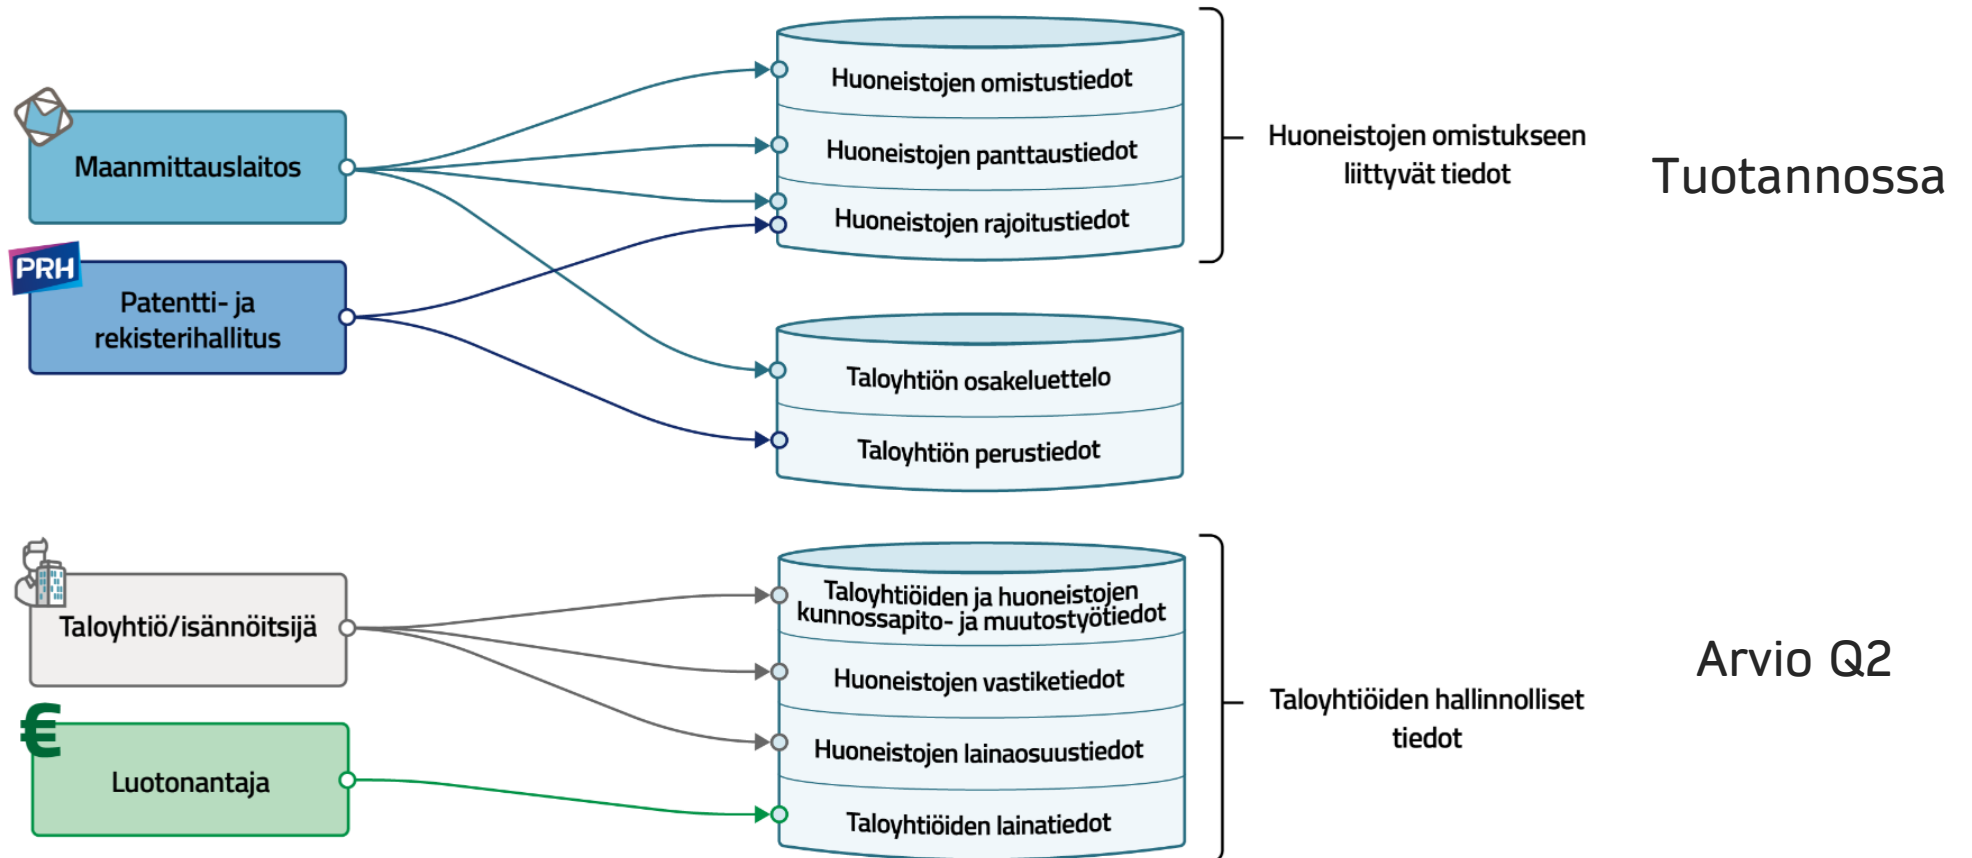 Maanmittauslaitos
PRH
Patentti- ja
rekisterihallitus
Huoneistojen omistustiedot
Huoneistojen panttaustiedot
Huoneistojen rajoitustiedot
Huoneistojen omistukseen
liittyvät tiedot
Tuotannossa
Taloyhtiön osakeluettelo
Taloyhtiön perustiedot
Taloyhtiö/isännöitsijä
€
Luotonantaja
Taloyhtiöiden ja huoneistojen
kunnossapito- ja muutostyötiedot
Huoneistojen vastiketiedot
Huoneistojen lainaosuustiedot
Taloyhtiöiden lainatiedot
Taloyhtiöiden hallinnolliset
tiedot
Arvio Q2